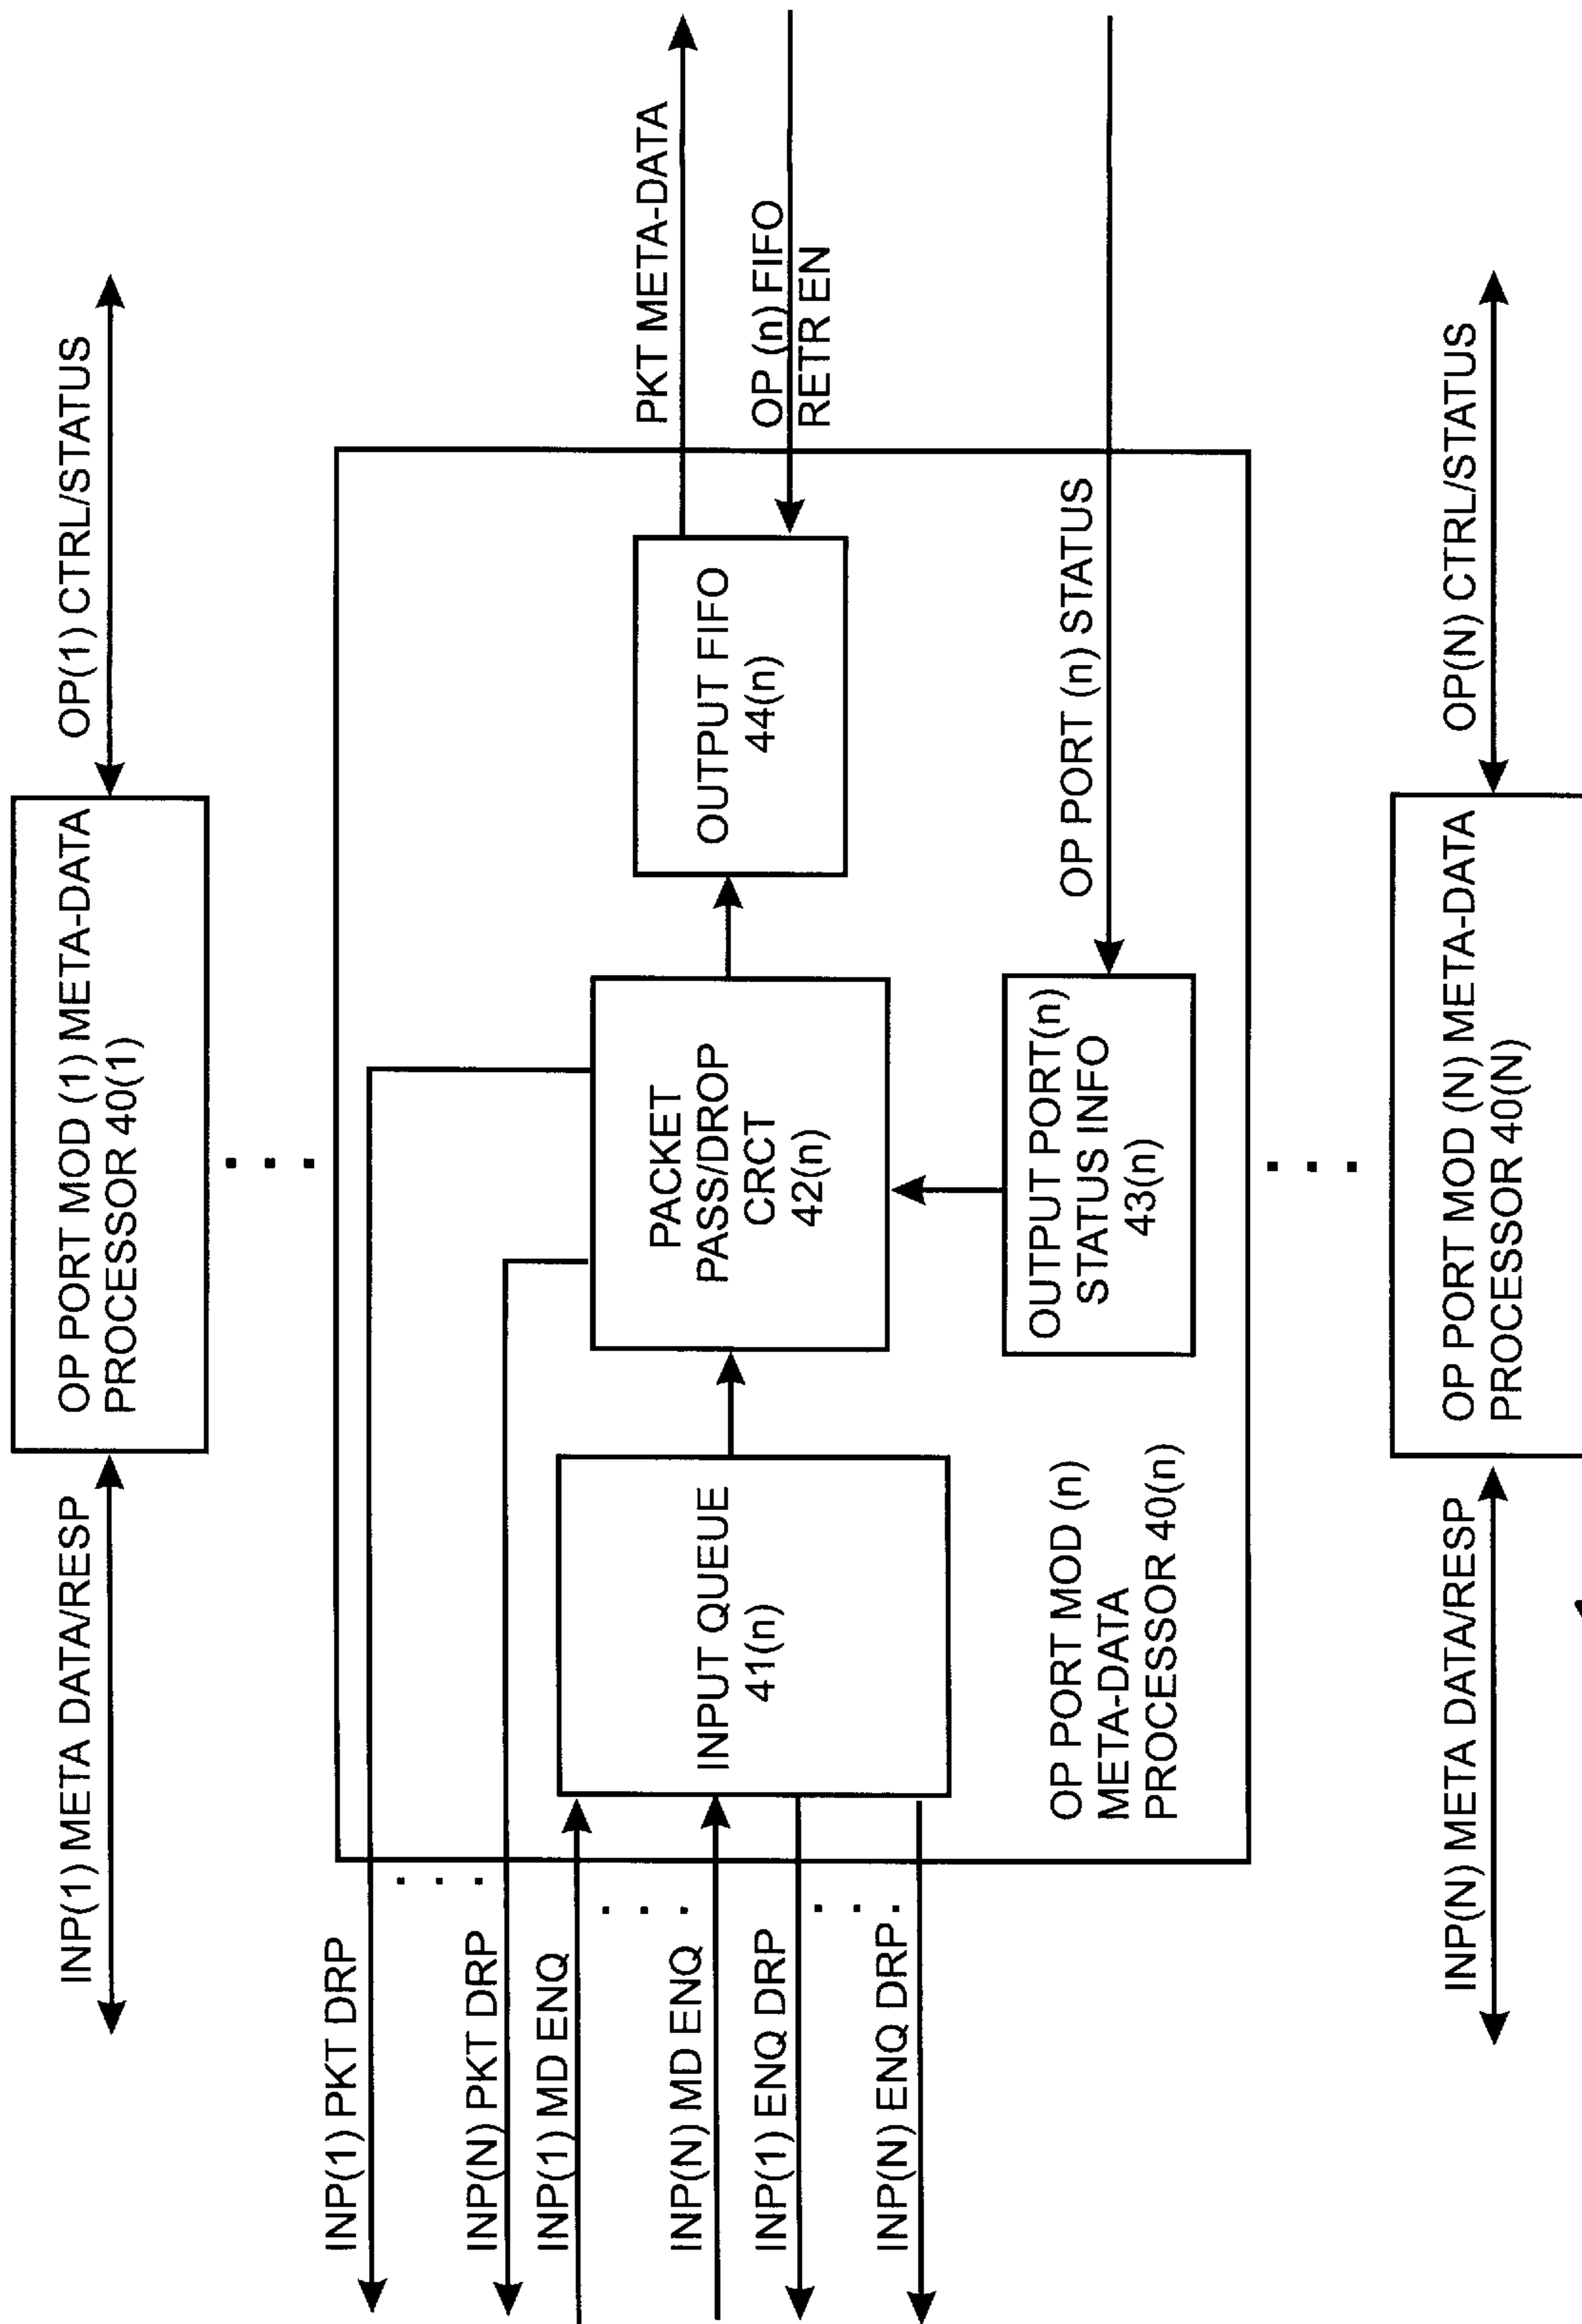 INP(1) META DATA/RESP
OP PORT MOD (1) META-DATA
PROCESSOR 40(1)
OP(1) CTRL/STATUS
. . .
INP(1) PKT DRP
. . .
INP(N) PKT DRP
INP(1) MD ENQ
. . .
INP(N) MD ENQ
INP(1) ENQ DRP
. . .
INP(N) ENQ DRP
INPUT QUEUE
41(n)
PACKET
PASS/DROP
CRCT
42(n)
OUTPUT FIFO
44(n)
PKT META-DATA
OP (n) FIFO
RETR EN
OUTPUT PORT(n)
STATUS INFO
43(n)
OP PORT (n) STATUS
OP PORT MOD (n)
META-DATA
PROCESSOR 40(n)
. . .
INP(N) META DATA/RESP
OP PORT MOD (N) META-DATA
PROCESSOR 40(N)
OP(N) CTRL/STATUS